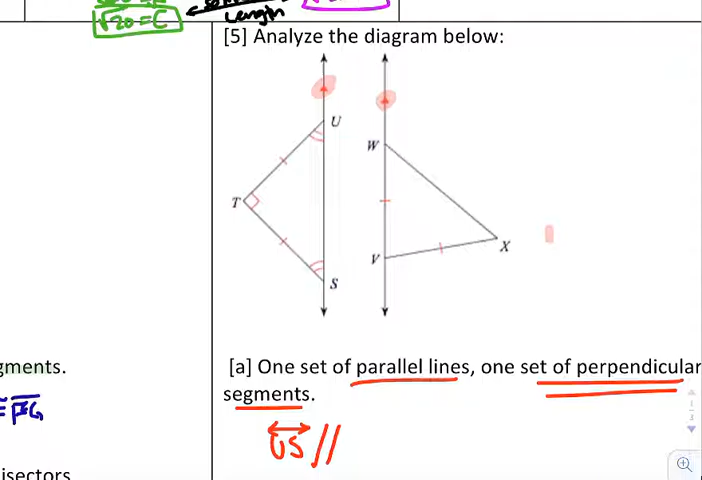 √20 = C
Length
[5] Analyze the diagram below:
U
W
T
X
V
S
[a] One set of parallel lines, one set of perpendicular
segments.
gments.
≅ FG
US //
isectors